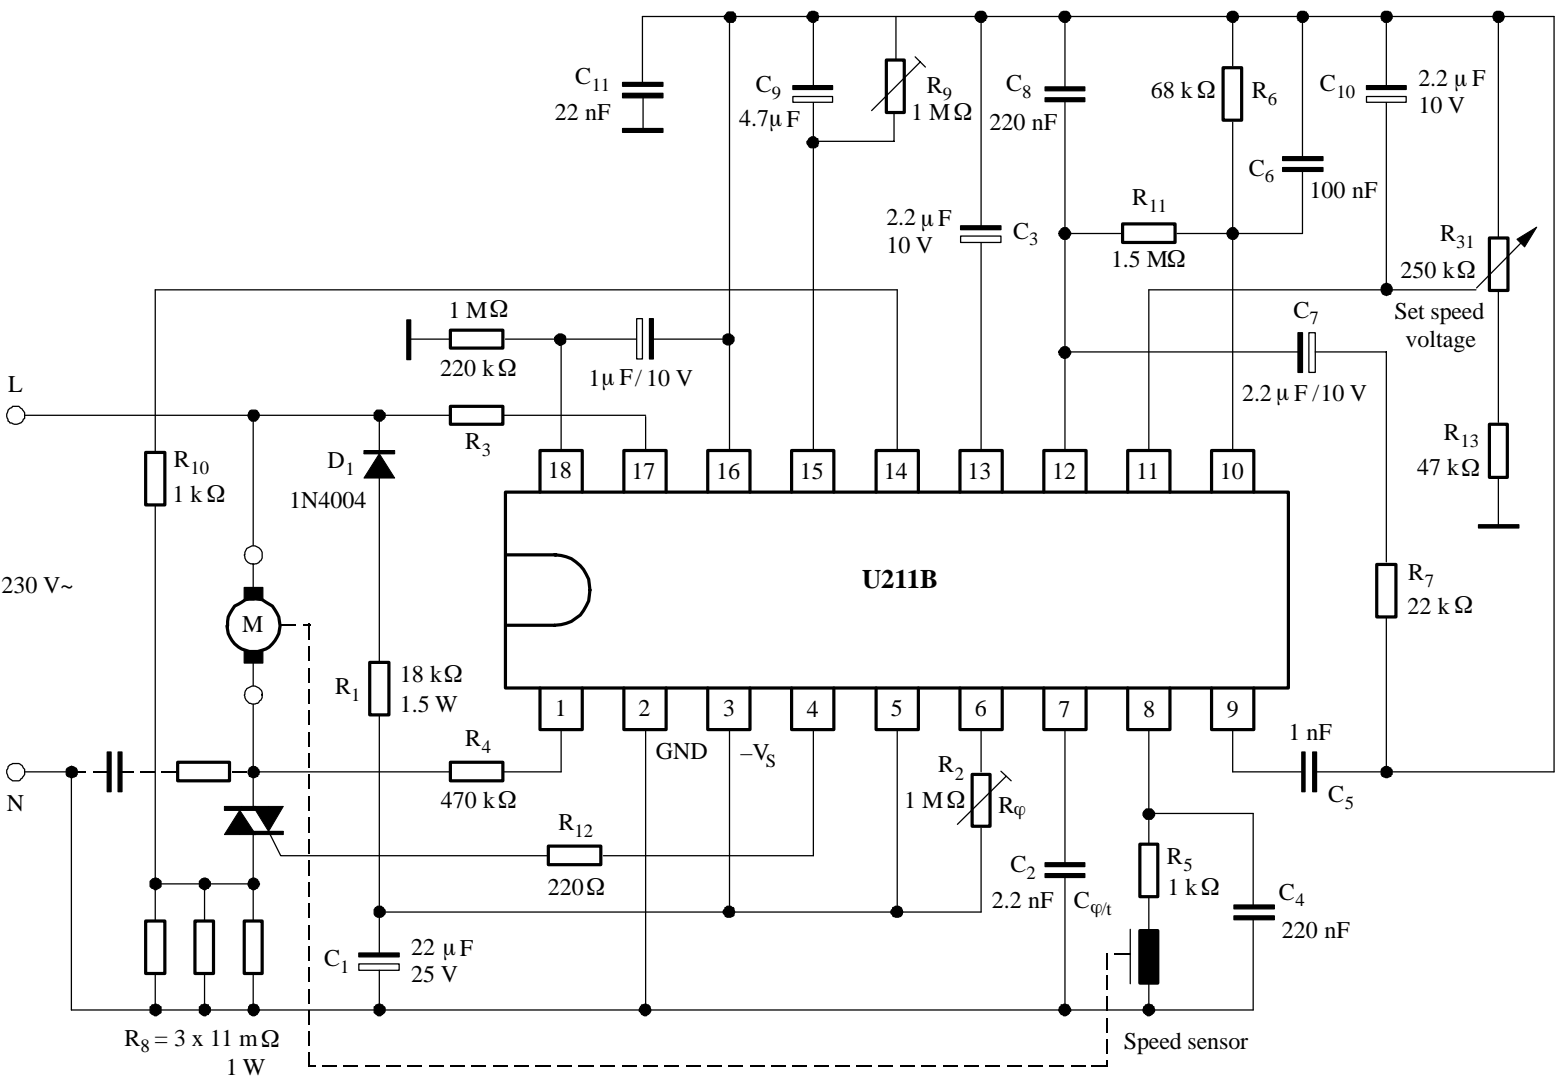 C11
22 nF
C9
4.7μF
R9
1 MΩ
C8
220 nF
68 kΩ
R6
C10
2.2 μF
10 V
C6
100 nF
R11
1.5 MΩ
2.2 μF
10 V
C3
R31
250 kΩ
Set speed
voltage
1 MΩ
220 kΩ
1μF/10 V
C7
2.2 μF/10 V
L
R3
R10
1 kΩ
D1
1N4004
R13
47 kΩ
18
17
16
15
14
13
12
11
10
230 V~
M
U211B
R7
22 kΩ
R1
18 kΩ
1.5 W
1
2
3
4
5
6
7
8
9
GND
–VS
1 nF
C5
N
R4
470 kΩ
R2
1 MΩ
Rφ
R12
220Ω
C2
2.2 nF
Cφ/t
R5
1 kΩ
C4
220 nF
C1
22 μF
25 V
R8 = 3 x 11 mΩ
1 W
Speed sensor